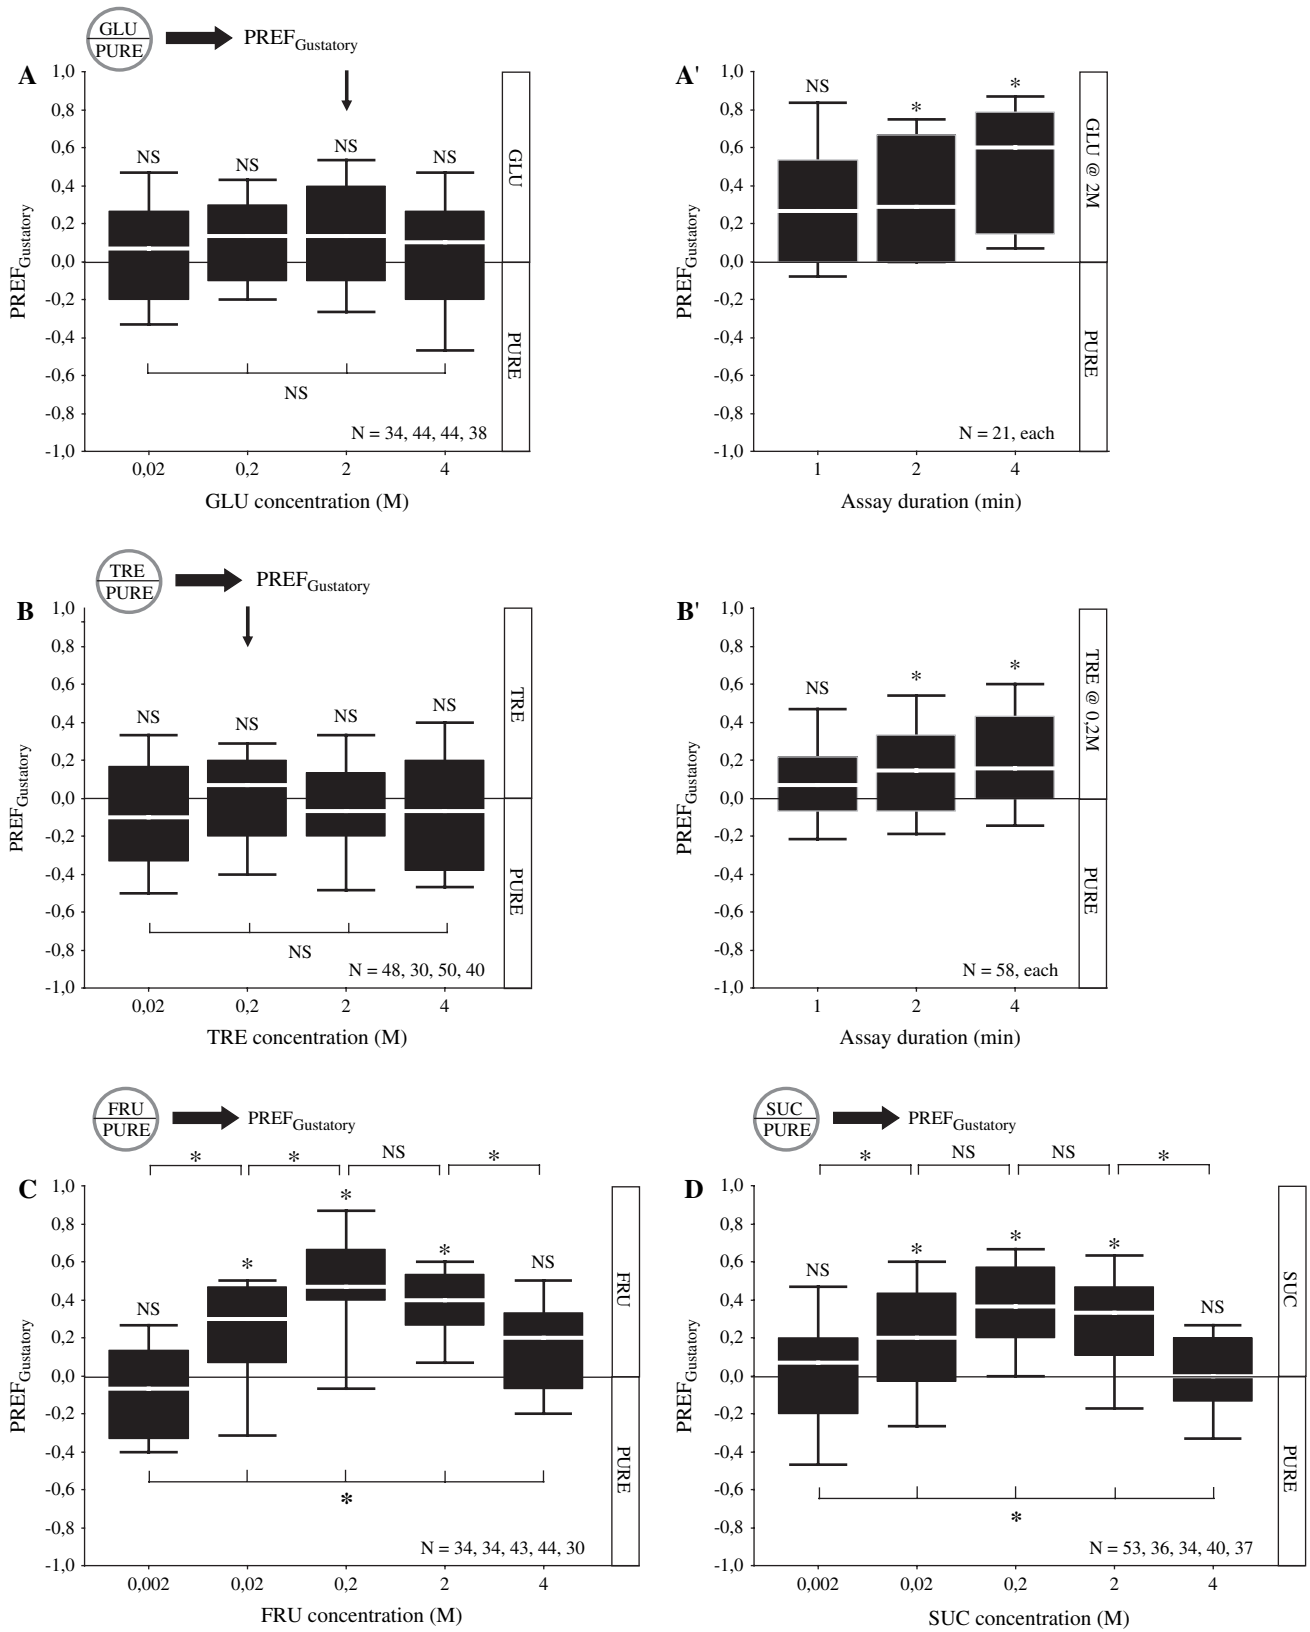 GLU
PURE
PREFGustatory
A
1,0
0,8
0,6
0,4
0,2
0,0
-0,2
-0,4
-0,6
-0,8
-1,0
PREFGustatory
NS
NS
NS
NS
NS
N = 34, 44, 44, 38
GLU
PURE
0,02
0,2
2
4
GLU concentration (M)
A'
1,0
0,8
0,6
0,4
0,2
0,0
-0,2
-0,4
-0,6
-0,8
-1,0
PREFGustatory
NS
*
*
N = 21, each
GLU @ 2M
PURE
1
2
4
Assay duration (min)
TRE
PURE
PREFGustatory
B
1,0
0,8
0,6
0,4
0,2
0,0
-0,2
-0,4
-0,6
-0,8
-1,0
PREFGustatory
NS
NS
NS
NS
NS
N = 48, 30, 50, 40
TRE
PURE
0,02
0,2
2
4
TRE concentration (M)
B'
1,0
0,8
0,6
0,4
0,2
0,0
-0,2
-0,4
-0,6
-0,8
-1,0
PREFGustatory
NS
*
*
N = 58, each
TRE @ 0,2M
PURE
1
2
4
Assay duration (min)
FRU
PURE
PREFGustatory
* * NS *
C
1,0
0,8
0,6
0,4
0,2
0,0
-0,2
-0,4
-0,6
-0,8
-1,0
PREFGustatory
NS
*
*
*
NS
*
N = 34, 34, 43, 44, 30
FRU
PURE
0,002
0,02
0,2
2
4
FRU concentration (M)
SUC
PURE
PREFGustatory
* NS NS *
D
1,0
0,8
0,6
0,4
0,2
0,0
-0,2
-0,4
-0,6
-0,8
-1,0
PREFGustatory
NS
*
*
*
NS
*
N = 53, 36, 34, 40, 37
SUC
PURE
0,002
0,02
0,2
2
4
SUC concentration (M)